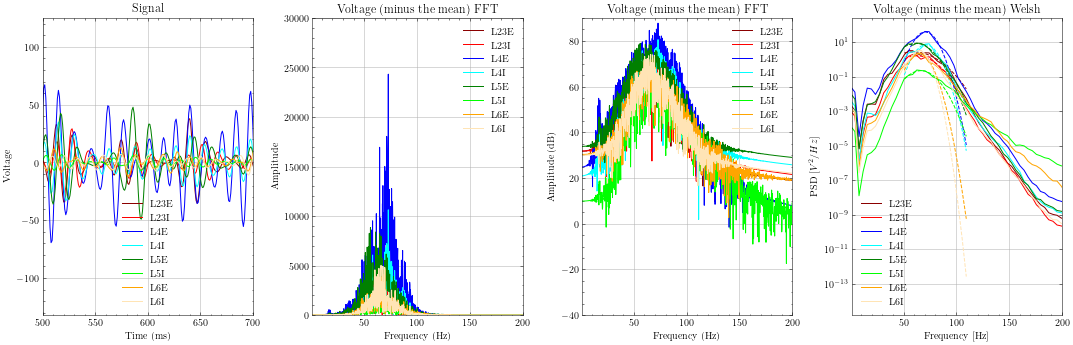 Signal
Voltage
100
50
0
−50
−100
500
550
600
650
700
Time (ms)
L23E
L23I
L4E
L4I
L5E
L5I
L6E
L6I
Voltage (minus the mean) FFT
Amplitude
30000
25000
20000
15000
10000
5000
0
50
100
150
200
Frequency (Hz)
L23E
L23I
L4E
L4I
L5E
L5I
L6E
L6I
Voltage (minus the mean) FFT
Amplitude (dB)
80
60
40
20
0
−20
−40
50
100
150
200
Frequency (Hz)
L23E
L23I
L4E
L4I
L5E
L5I
L6E
L6I
Voltage (minus the mean) Welsh
PSD [V²/Hz]
10¹
10⁻¹
10⁻³
10⁻⁵
10⁻⁷
10⁻⁹
10⁻¹¹
10⁻¹³
50
100
150
200
Frequency [Hz]
L23E
L23I
L4E
L4I
L5E
L5I
L6E
L6I